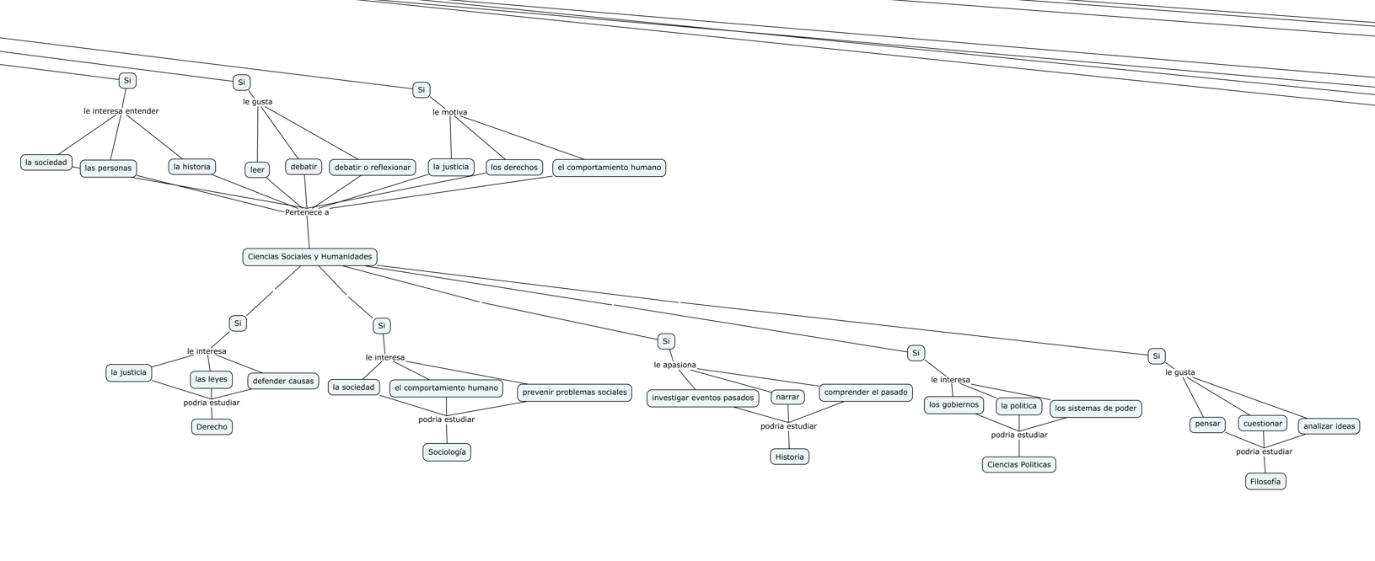 Si
Si
Si
le interesa entender
le gusta
le motiva
la sociedad
las personas
la historia
leer
debatir
debatir o reflexionar
la justicia
los derechos
el comportamiento humano
Pertenece a
Ciencias Sociales y Humanidades
Si
le interesa
la justicia
las leyes
defender causas
podria estudiar
Derecho
Si
le interesa
la sociedad
el comportamiento humano
prevenir problemas sociales
podria estudiar
Sociología
Si
le apasiona
investigar eventos pasados
narrar
comprender el pasado
podria estudiar
Historia
Si
le interesa
los gobiernos
la politica
los sistemas de poder
podria estudiar
Ciencias Politicas
Si
le gusta
pensar
cuestionar
analizar ideas
podria estudiar
Filosofía